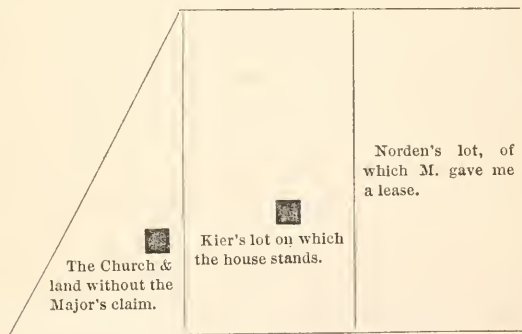 Norden's lot, of
which M. gave me
a lease.
Kier's lot on which
the house stands.
The Church &
land without the
Major's claim.